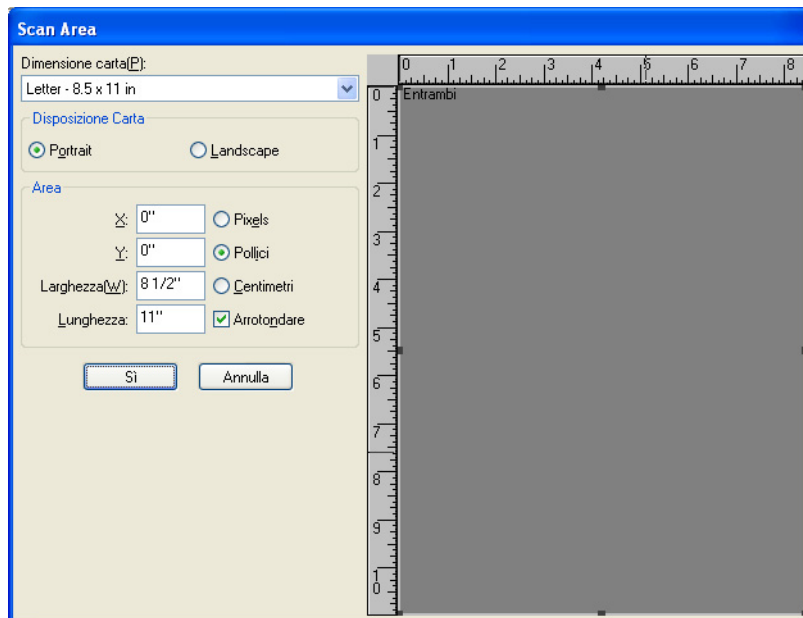 Scan Area
Dimensione carta(P):
Letter - 8.5 x 11 in
Disposizione Carta
Portrait Landscape
Area
X: 0" Pixels
Y: 0" Pollici
Larghezza(W): 8 1/2" Centimetri
Lunghezza: 11" Arrotondare
Sì Annulla
0 1 2 3 4 5 6 7 8
Entrambi
0
1
2
3
4
5
6
7
8
9
10